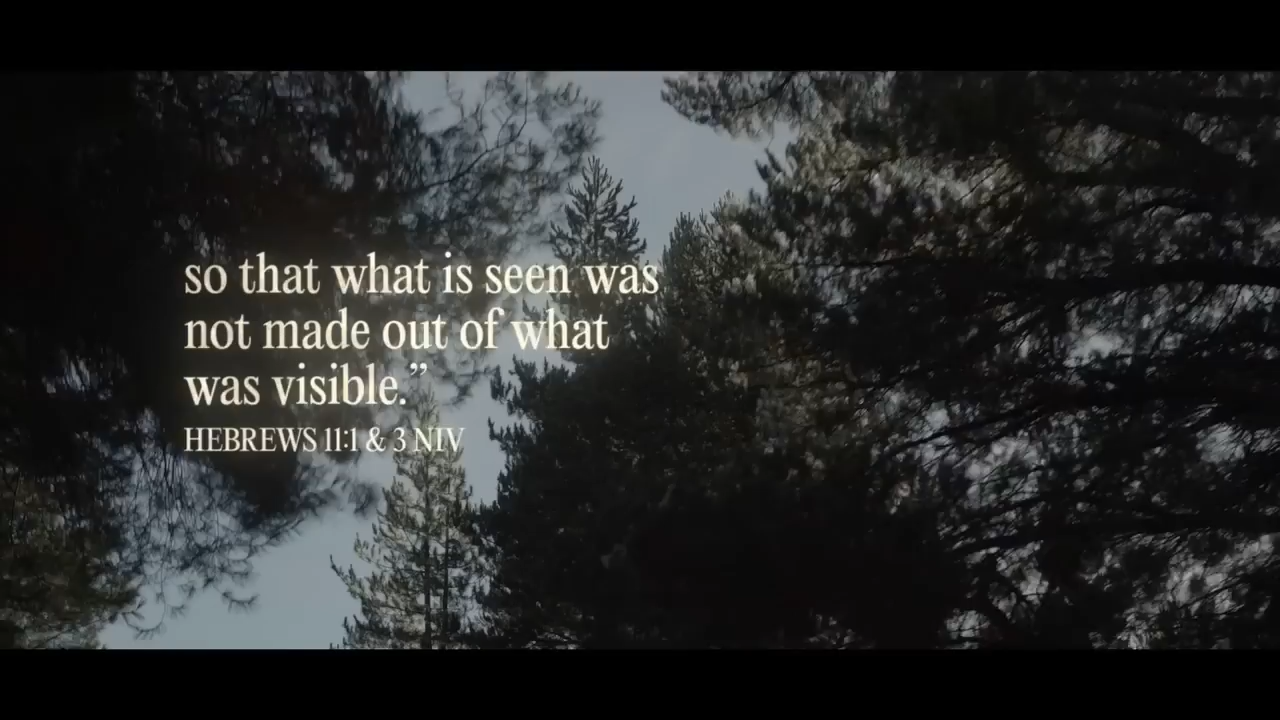 so that what is seen was
not made out of what
was visible.”
HEBREWS 11:1 & 3 NIV